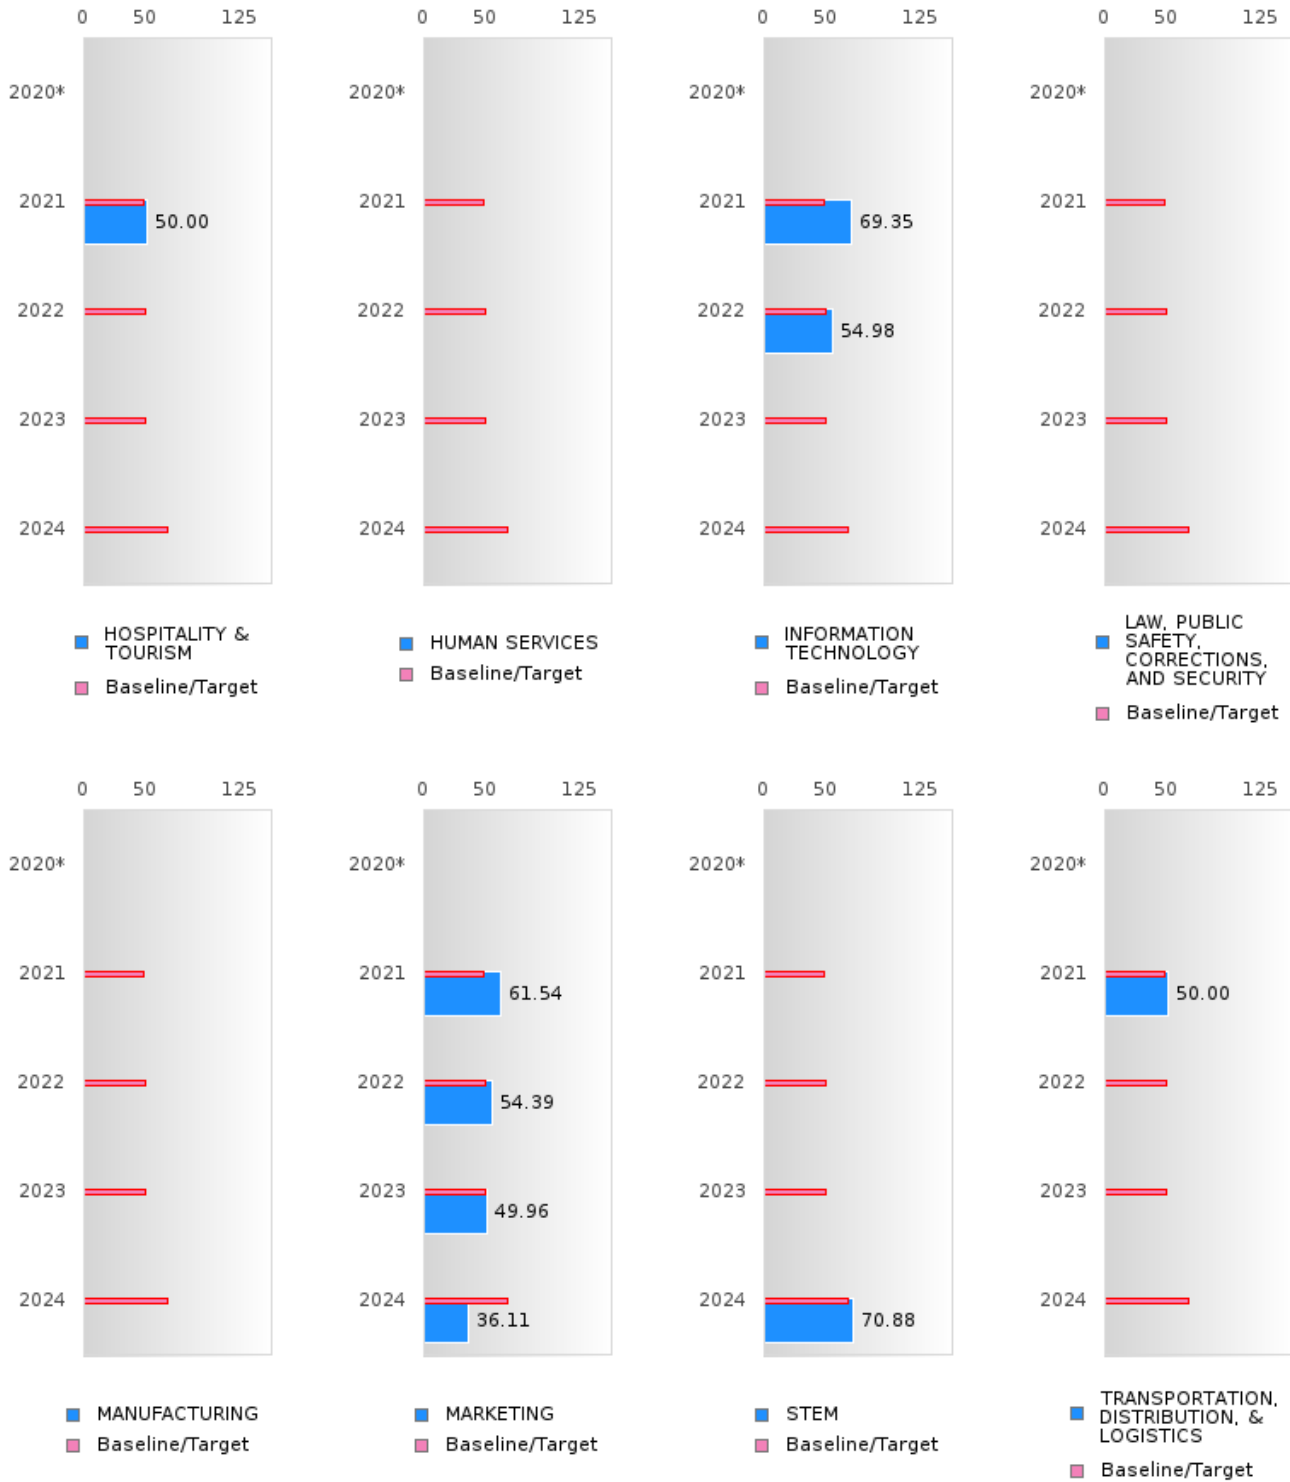 0 50 125
0 50 125
0 50 125
0 50 125
2020*
2020*
2020*
2020*
2021
50.00
2021
2021
69.35
2021
2022
2022
2022
54.98
2022
2023
2023
2023
2023
2024
2024
2024
2024
HOSPITALITY &
TOURISM
Baseline/Target
HUMAN SERVICES
Baseline/Target
INFORMATION
TECHNOLOGY
Baseline/Target
LAW, PUBLIC
SAFETY,
CORRECTIONS,
AND SECURITY
Baseline/Target
0 50 125
0 50 125
0 50 125
0 50 125
2020*
2020*
2020*
2020*
2021
2021
61.54
2021
2021
50.00
2022
2022
54.39
2022
2022
2023
2023
49.96
2023
2023
2024
2024
36.11
2024
70.88
2024
MANUFACTURING
Baseline/Target
MARKETING
Baseline/Target
STEM
Baseline/Target
TRANSPORTATION,
DISTRIBUTION, &
LOGISTICS
Baseline/Target